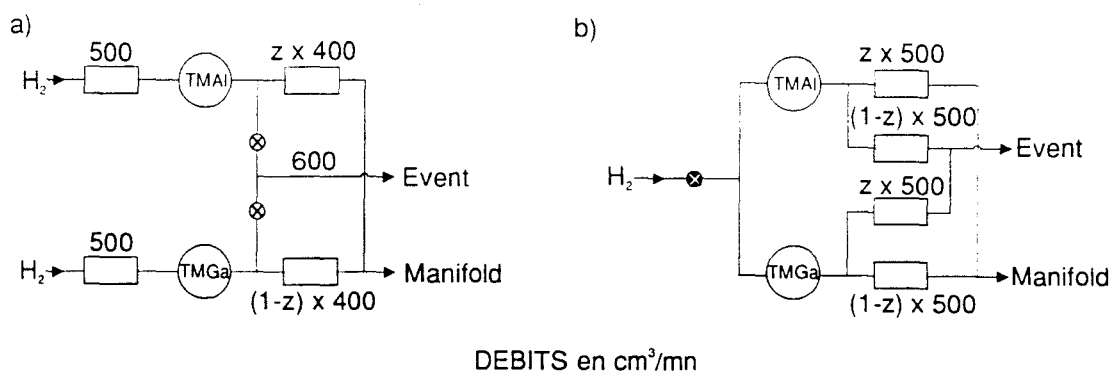 a)
500
z x 400
H₂
TMAl
600
Event
500
H₂
TMGa
Manifold
(1-z) x 400
b)
z x 500
TMAl
(1-z) x 500
Event
H₂
z x 500
TMGa
Manifold
(1-z) x 500
DEBITS en cm³/mn